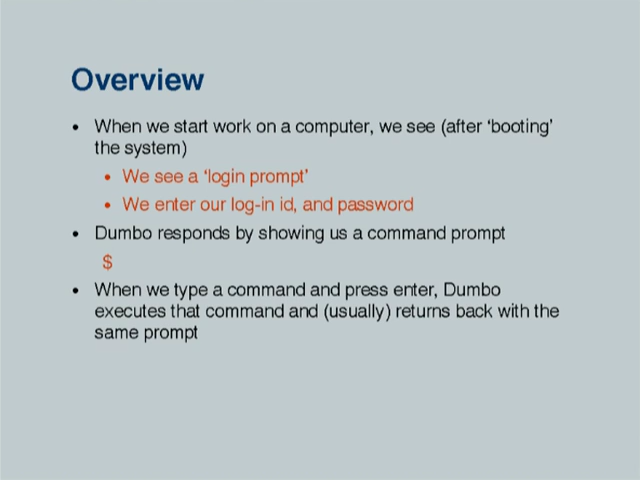 Overview
• When we start work on a computer, we see (after ‘booting’
the system)
• We see a ‘login prompt’
• We enter our log-in id, and password
• Dumbo responds by showing us a command prompt
$
• When we type a command and press enter, Dumbo
executes that command and (usually) returns back with the
same prompt